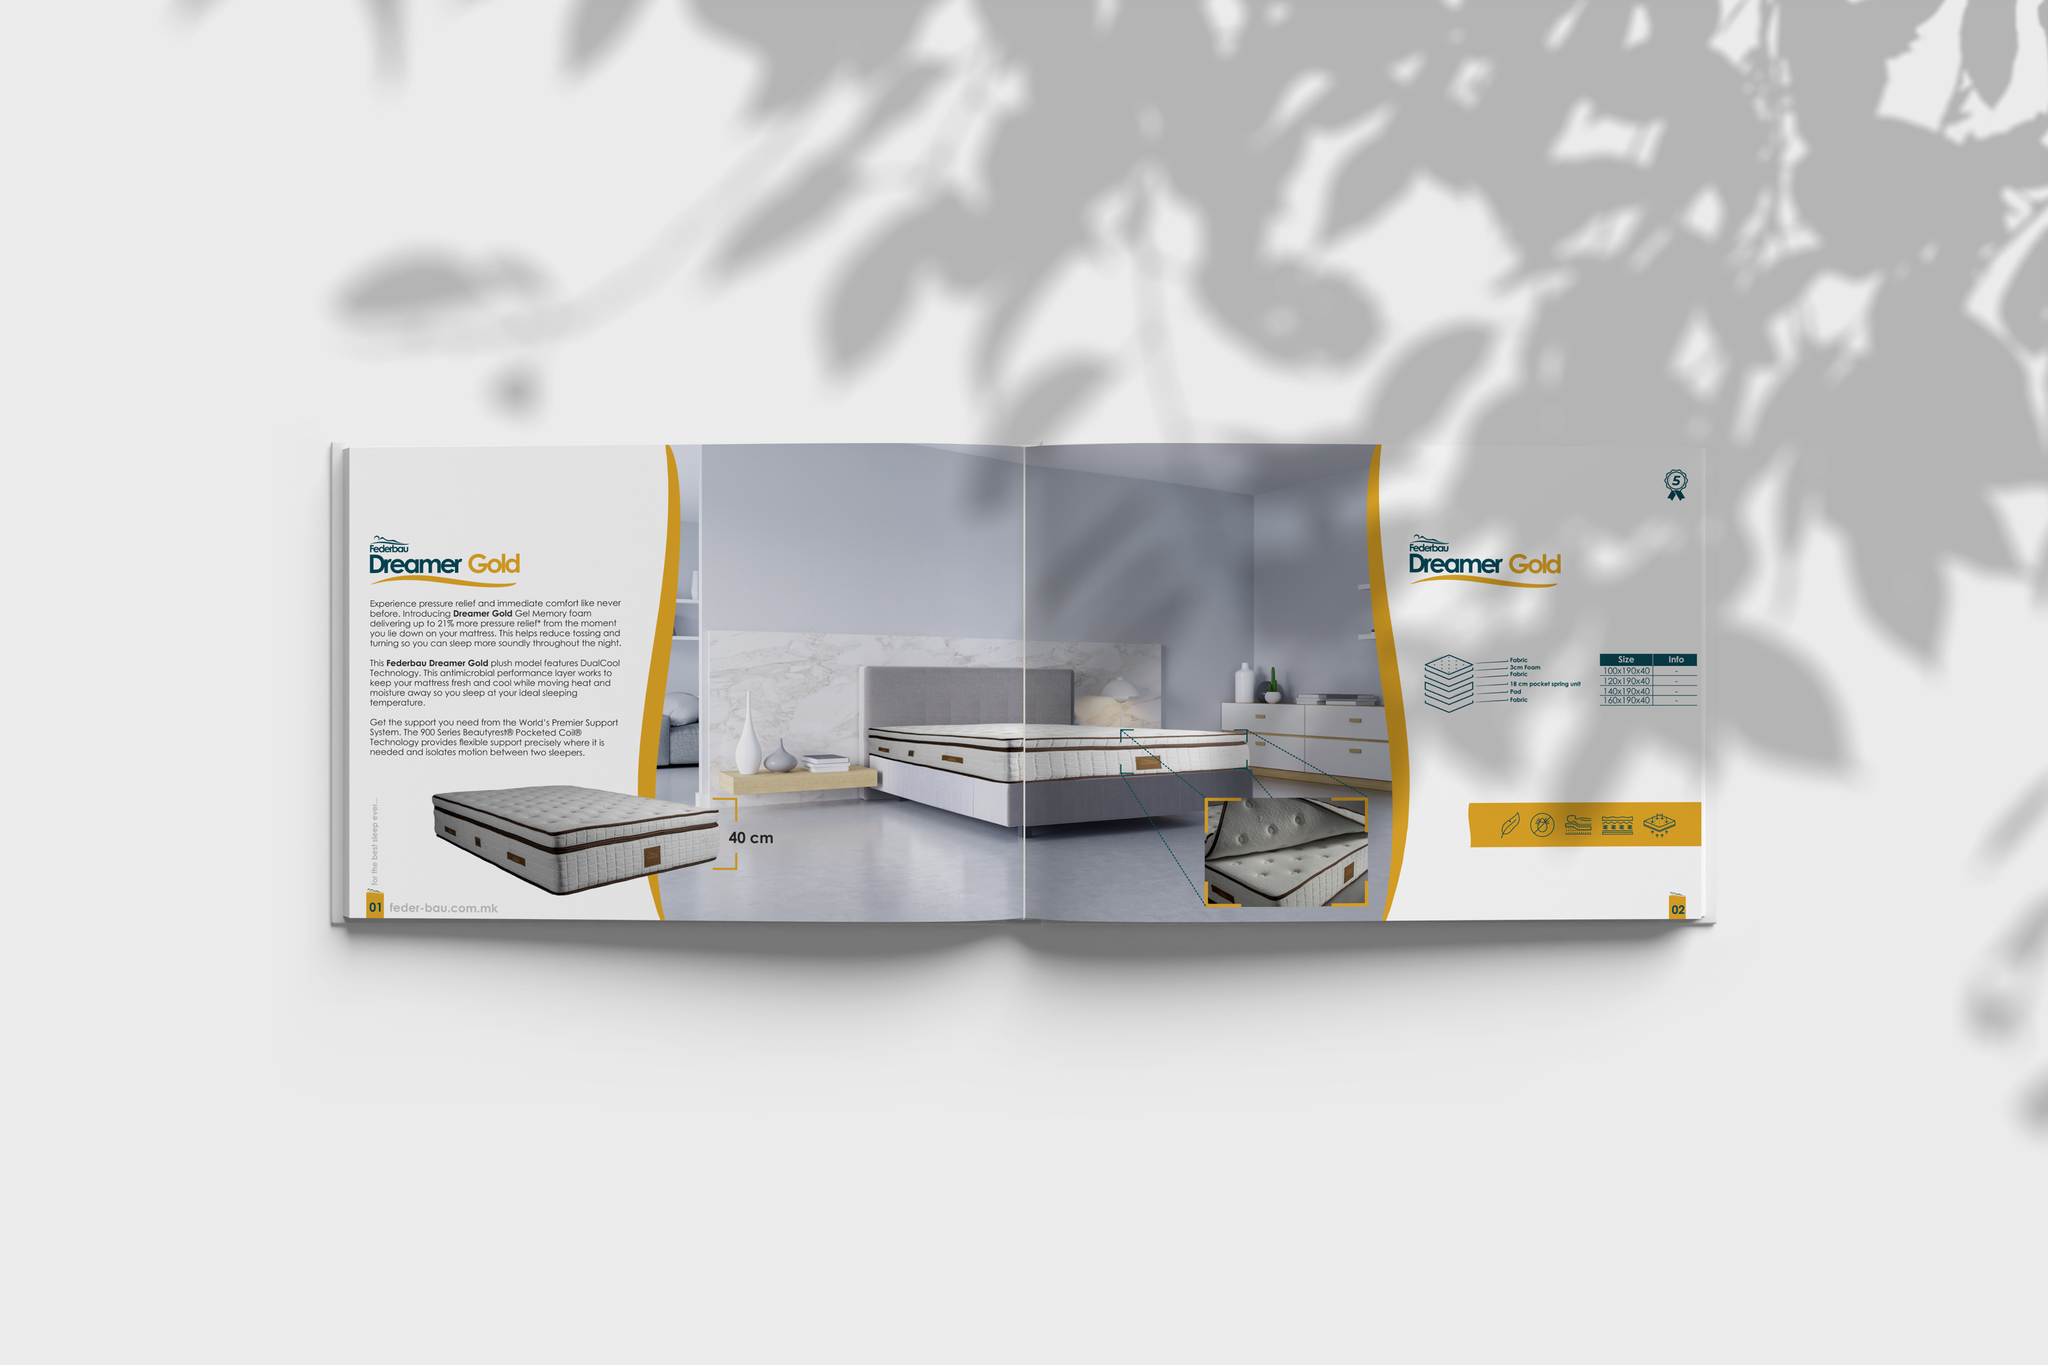 Federbau
Dreamer Gold
Experience pressure relief and immediate comfort like never
before. Introducing Dreamer Gold Gel Memory foam
delivering up to 21% more pressure relief* from the moment
you lie down on your mattress. This helps reduce tossing and
turning so you can sleep more soundly throughout the night.
This Federbau Dreamer Gold plush model features DualCool
Technology. This antimicrobial performance layer works to
keep your mattress fresh and cool while moving heat and
moisture away so you sleep at your ideal sleeping
temperature.
Get the support you need from the World's Premier Support
System. The 900 Series Beautyrest® Pocketed Coil®
Technology provides flexible support precisely where it is
needed and isolates motion between two sleepers.
for the best sleep ever...
40 cm
01 feder-bau.com.mk
5
Federbau
Dreamer Gold
Fabric
3cm Foam
Fabric
18 cm pocket spring unit
Pad
Fabric
Size Info
100x190x40 -
120x190x40 -
140x190x40 -
160x190x40 -
02